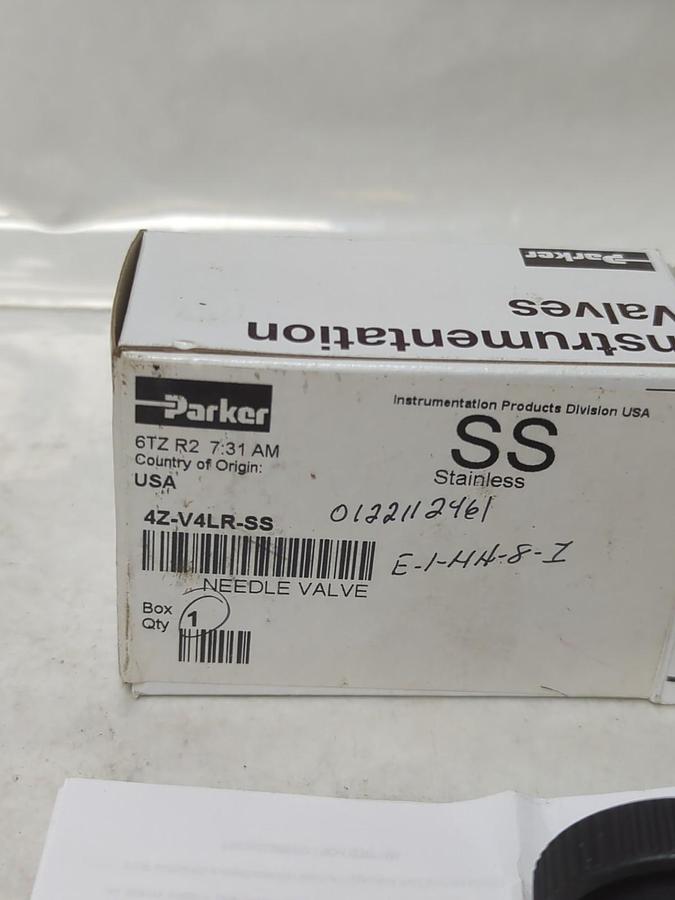 Parker
Instrumentation
Valves
Parker
Instrumentation Products Division USA
6TZ R2 7:31 AM
Country of Origin:
USA
SS
Stainless
4Z-V4LR-SS
0122112461
E-1-HH-8-I
NEEDLE VALVE
Box
Qty
1